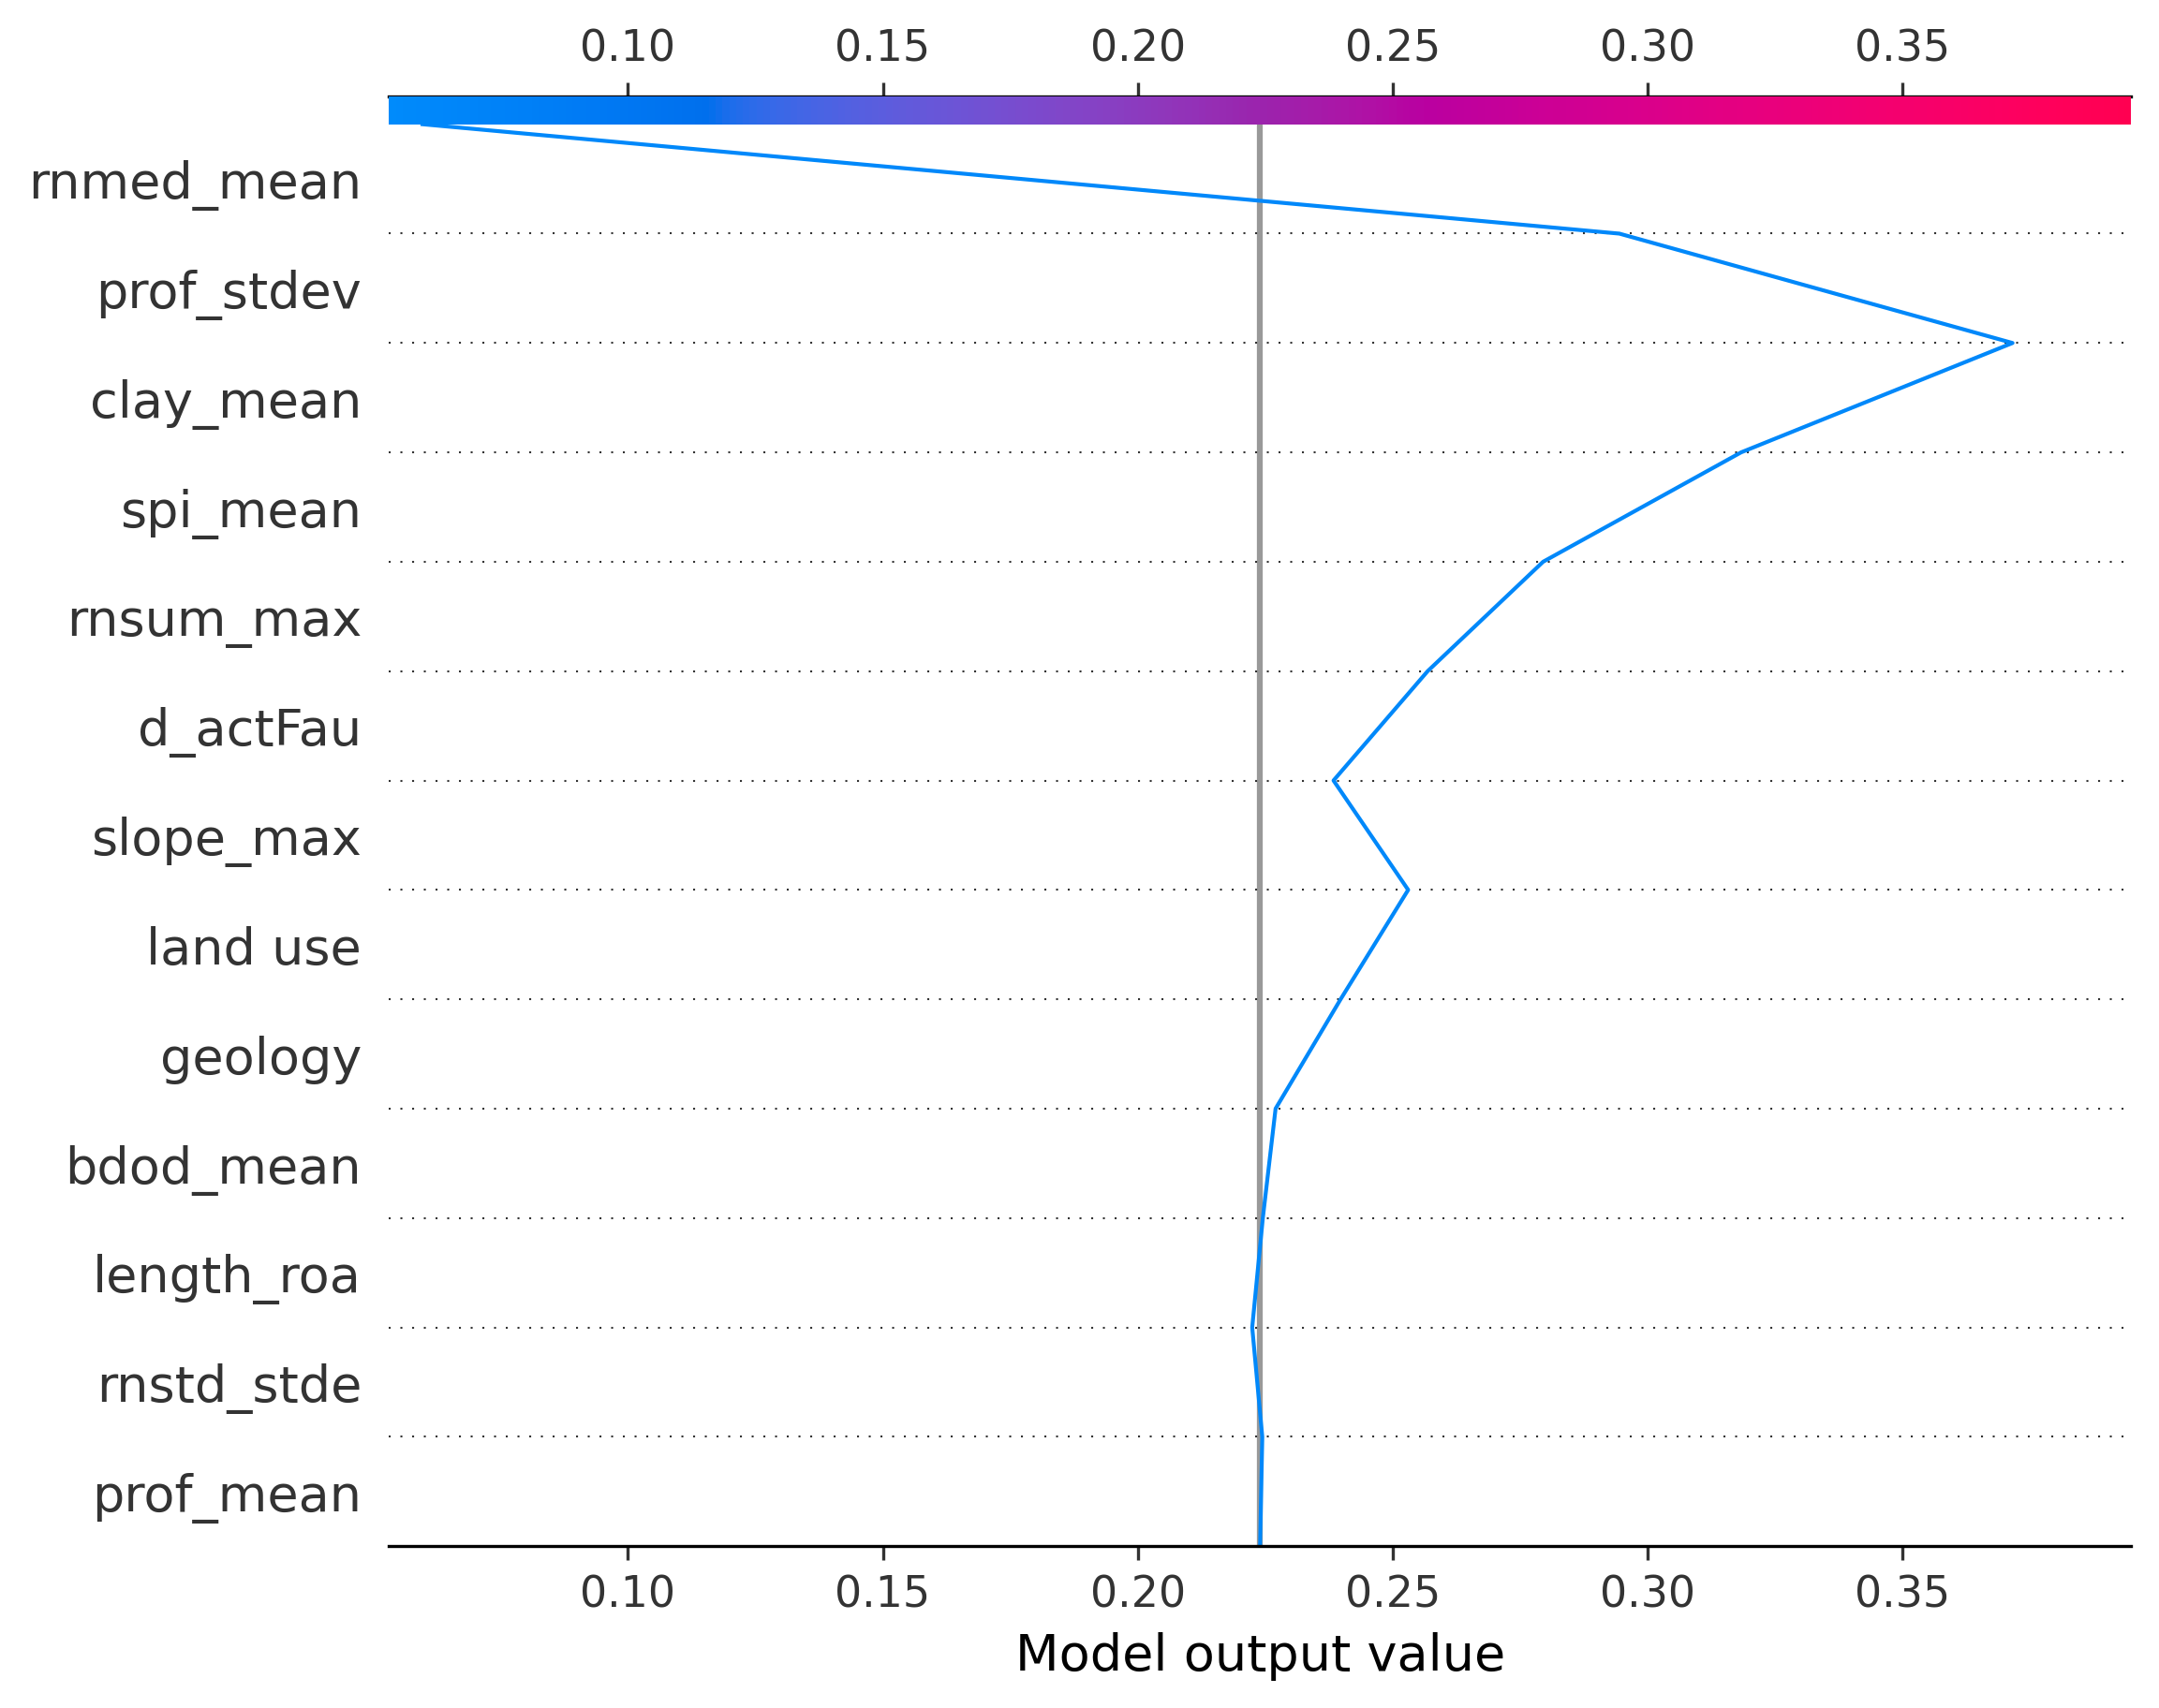 0.10 0.15 0.20 0.25 0.30 0.35
rnmed_mean
prof_stdev
clay_mean
spi_mean
rnsum_max
d_actFau
slope_max
land use
geology
bdod_mean
length_roa
rnstd_stde
prof_mean
0.10 0.15 0.20 0.25 0.30 0.35
Model output value